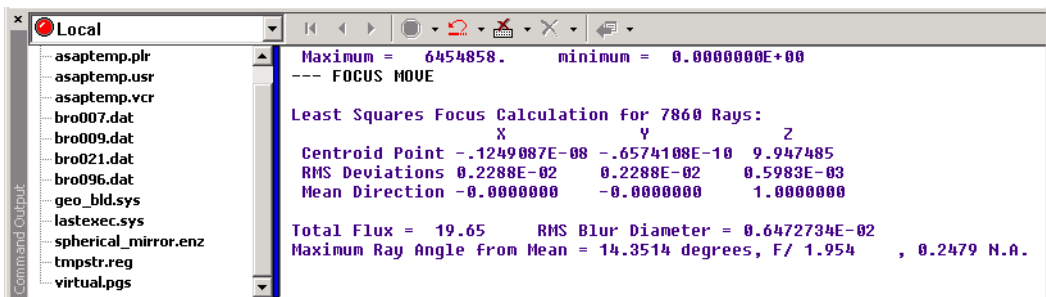 ×
Local
asaptemp.plr
asaptemp.usr
asaptemp.vcr
bro007.dat
bro009.dat
bro021.dat
bro096.dat
geo_bld.sys
lastexec.sys
spherical_mirror.enz
tmpstr.reg
virtual.pgs
Command Output
Maximum = 6454858. minimum = 0.0000000E+00
--- FOCUS MOVE
Least Squares Focus Calculation for 7860 Rays:
X Y Z
Centroid Point -.1249087E-08 -.6574108E-10 9.947485
RMS Deviations 0.2288E-02 0.2288E-02 0.5983E-03
Mean Direction -0.0000000 -0.0000000 1.0000000
Total Flux = 19.65 RMS Blur Diameter = 0.6472734E-02
Maximum Ray Angle from Mean = 14.3514 degrees, F/ 1.954 , 0.2479 N.A.